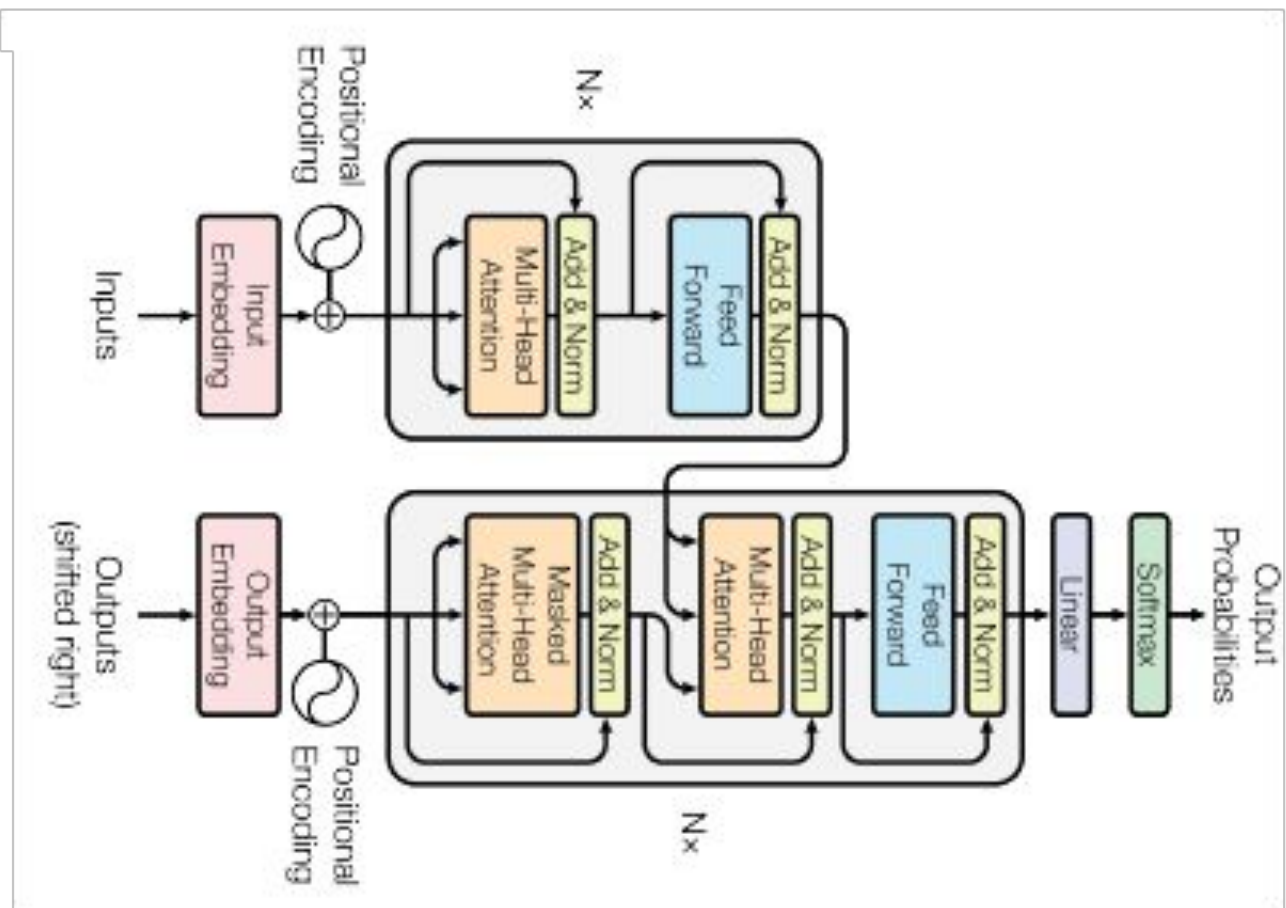 Output
Probabilities
Softmax
Linear
Add & Norm
Feed
Forward
Add & Norm
Multi-Head
Attention
Add & Norm
Masked
Multi-Head
Attention
Nx
Add & Norm
Feed
Forward
Add & Norm
Multi-Head
Attention
Nx
Positional
Encoding
Positional
Encoding
Input
Embedding
Output
Embedding
Inputs
Outputs
(shifted right)